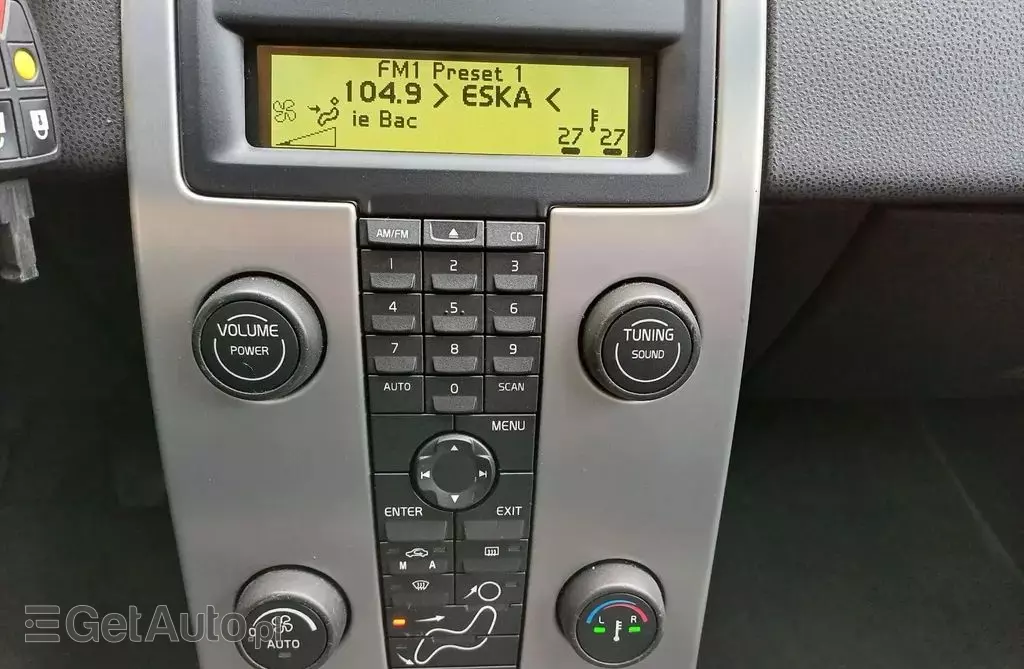 FM1 Preset 1
104.9 > ESKA <
ie Bac
27 27
AM/FM CD
1 2 3
4 5 6
7 8 9
AUTO 0 SCAN
VOLUME
POWER
TUNING
SOUND
MENU
ENTER EXIT
M A
AUTO
L R
GetAuto.pl